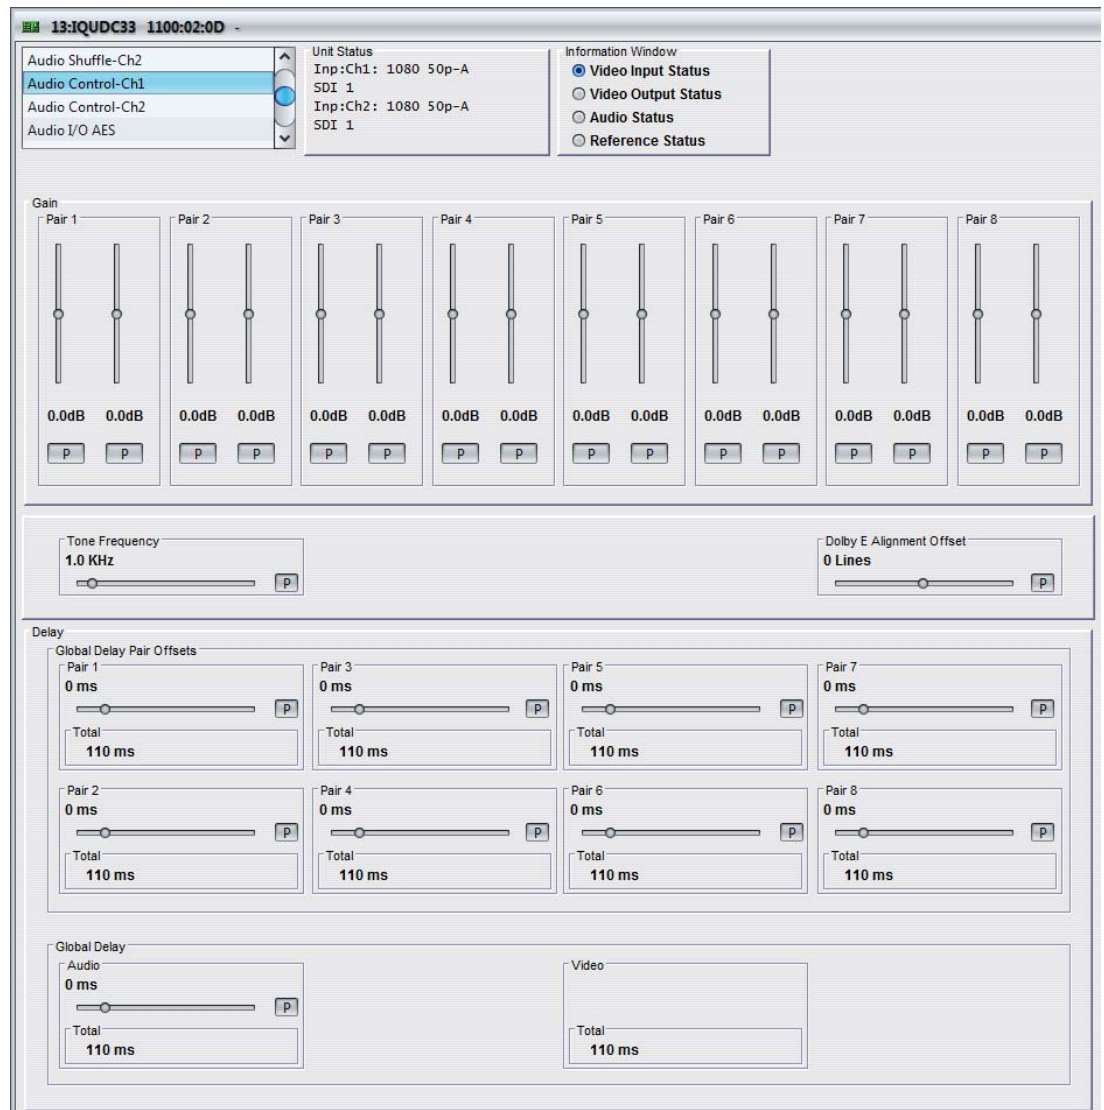 13:IQUDC33 1100:02:0D -
Audio Shuffle-Ch2
Audio Control-Ch1
Audio Control-Ch2
Audio I/O AES
Unit Status
Inp:Ch1: 1080 50p-A
SDI 1
Inp:Ch2: 1080 50p-A
SDI 1
Information Window
Video Input Status
Video Output Status
Audio Status
Reference Status
Gain
Pair 1 Pair 2 Pair 3 Pair 4 Pair 5 Pair 6 Pair 7 Pair 8
0.0dB 0.0dB 0.0dB 0.0dB 0.0dB 0.0dB 0.0dB 0.0dB 0.0dB 0.0dB 0.0dB 0.0dB 0.0dB 0.0dB 0.0dB 0.0dB
P P P P P P P P P P P P P P P P
Tone Frequency
1.0 KHz
P
Dolby E Alignment Offset
0 Lines
P
Delay
Global Delay Pair Offsets
Pair 1 Pair 3 Pair 5 Pair 7
0 ms 0 ms 0 ms 0 ms
P P P P
Total Total Total Total
110 ms 110 ms 110 ms 110 ms
Pair 2 Pair 4 Pair 6 Pair 8
0 ms 0 ms 0 ms 0 ms
P P P P
Total Total Total Total
110 ms 110 ms 110 ms 110 ms
Global Delay
Audio Video
0 ms
P
Total Total
110 ms 110 ms